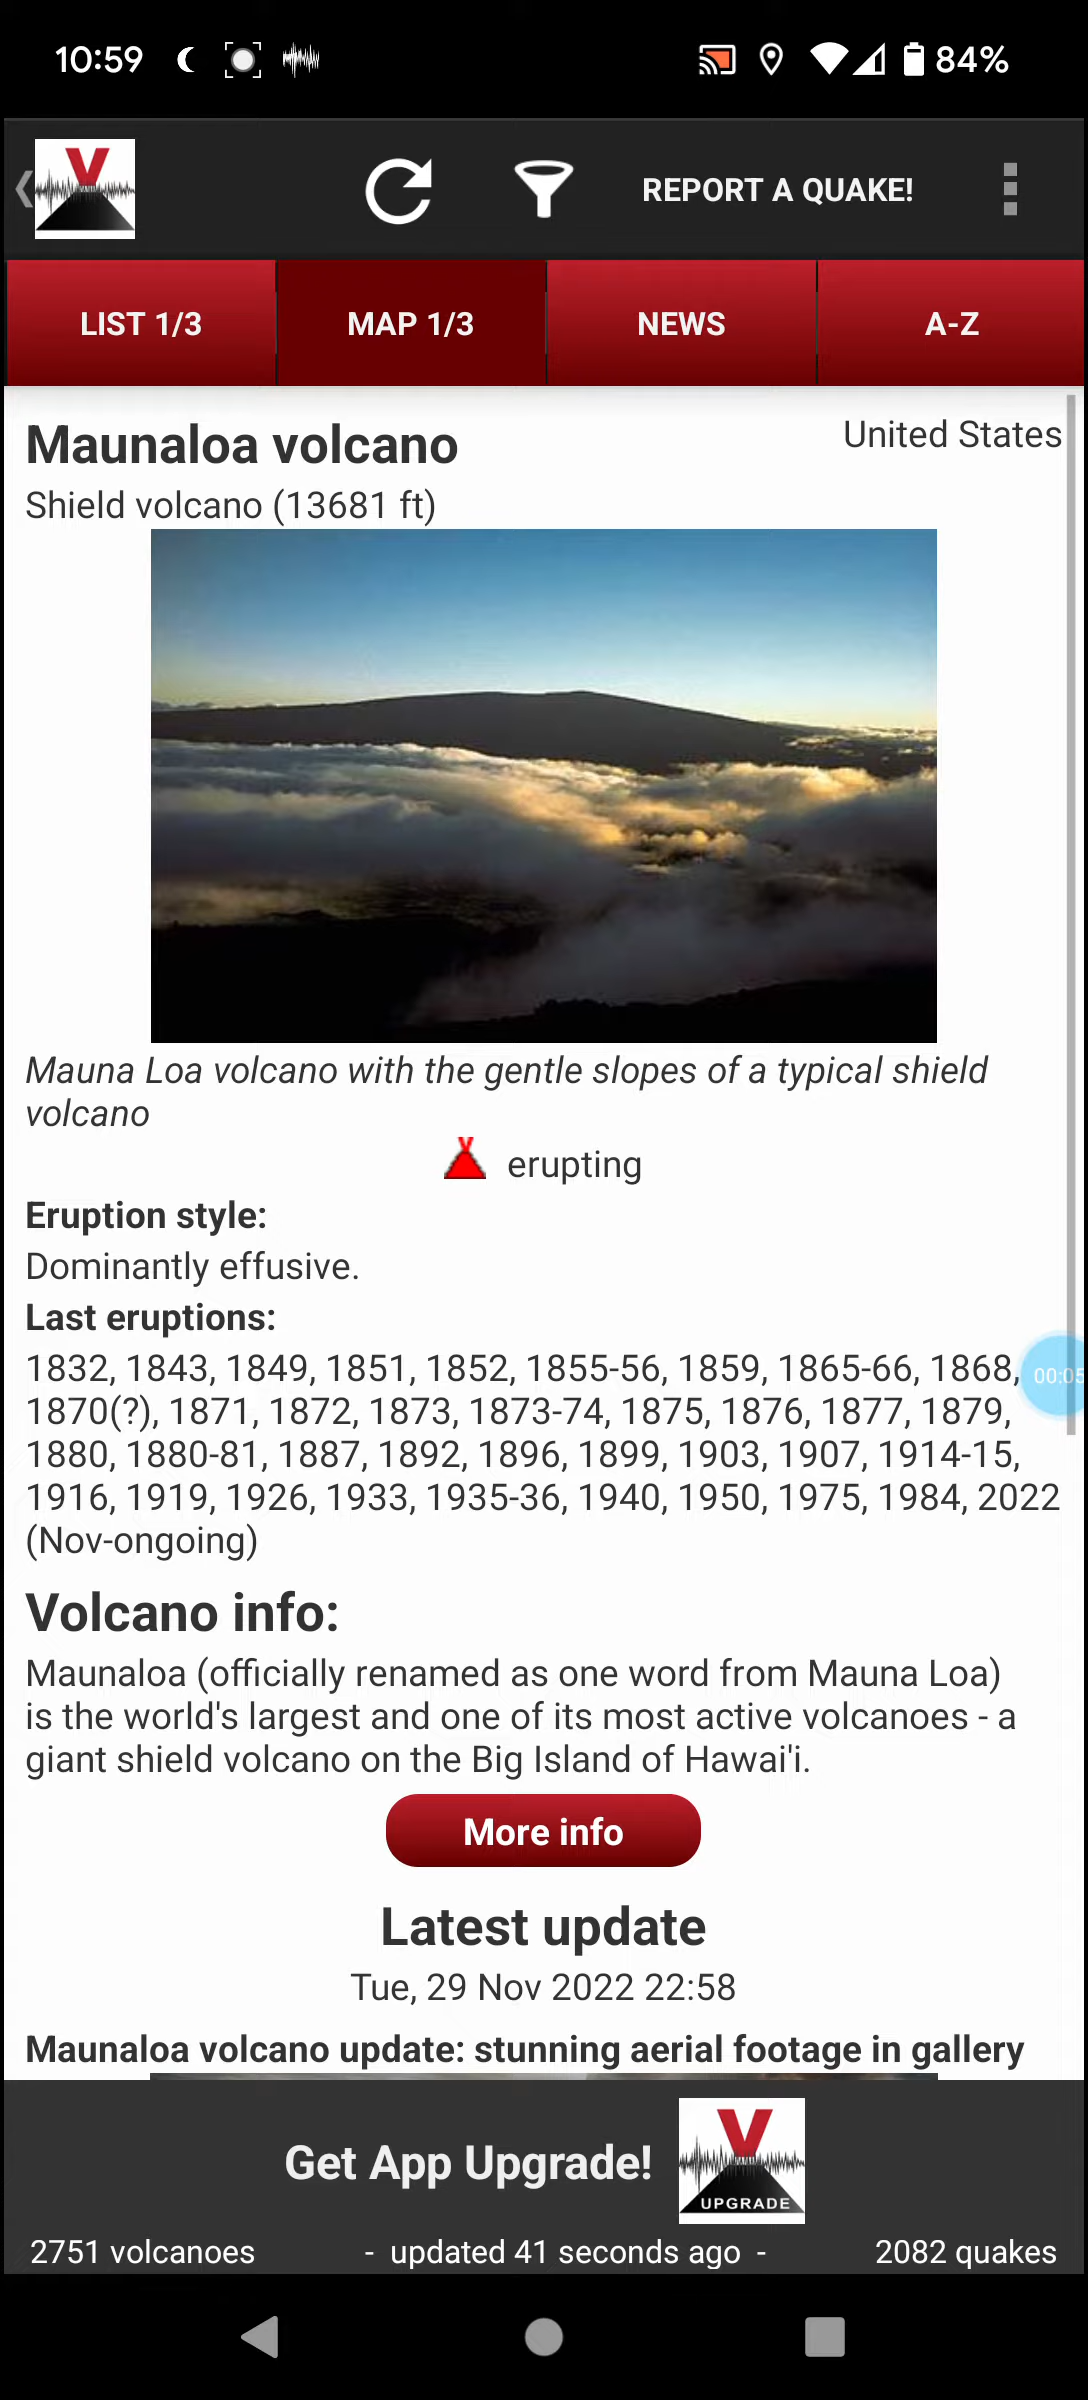 10:59
84%
V
REPORT A QUAKE!
LIST 1/3
MAP 1/3
NEWS
A-Z
Maunaloa volcano
United States
Shield volcano (13681 ft)
Mauna Loa volcano with the gentle slopes of a typical shield
volcano
erupting
Eruption style:
Dominantly effusive.
Last eruptions:
1832, 1843, 1849, 1851, 1852, 1855-56, 1859, 1865-66, 1868,
1870(?), 1871, 1872, 1873, 1873-74, 1875, 1876, 1877, 1879,
1880, 1880-81, 1887, 1892, 1896, 1899, 1903, 1907, 1914-15,
1916, 1919, 1926, 1933, 1935-36, 1940, 1950, 1975, 1984, 2022
(Nov-ongoing)
00:05
Volcano info:
Maunaloa (officially renamed as one word from Mauna Loa)
is the world's largest and one of its most active volcanoes - a
giant shield volcano on the Big Island of Hawai'i.
More info
Latest update
Tue, 29 Nov 2022 22:58
Maunaloa volcano update: stunning aerial footage in gallery
Get App Upgrade!
V
UPGRADE
2751 volcanoes
- updated 41 seconds ago -
2082 quakes